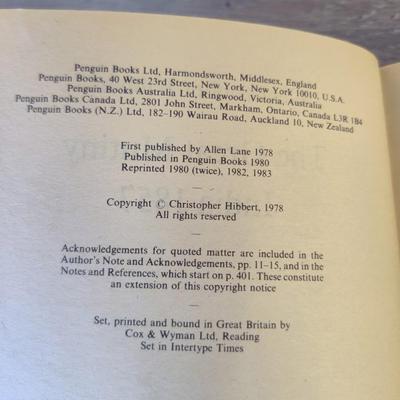 Penguin Books Ltd, Harmondsworth, Middlesex, England
Penguin Books, 40 West 23rd Street, New York, New York 10010, U.S.A.
Penguin Books Australia Ltd, Ringwood, Victoria, Australia
Penguin Books Canada Ltd, 2801 John Street, Markham, Ontario, Canada L3R 1B4
Penguin Books (N.Z.) Ltd, 182–190 Wairau Road, Auckland 10, New Zealand
First published by Allen Lane 1978
Published in Penguin Books 1980
Reprinted 1980 (twice), 1982, 1983
Copyright © Christopher Hibbert, 1978
All rights reserved
Acknowledgements for quoted matter are included in the
Author's Note and Acknowledgements, pp. 11–15, and in the
Notes and References, which start on p. 401. These constitute
an extension of this copyright notice
Set, printed and bound in Great Britain by
Cox & Wyman Ltd, Reading
Set in Intertype Times